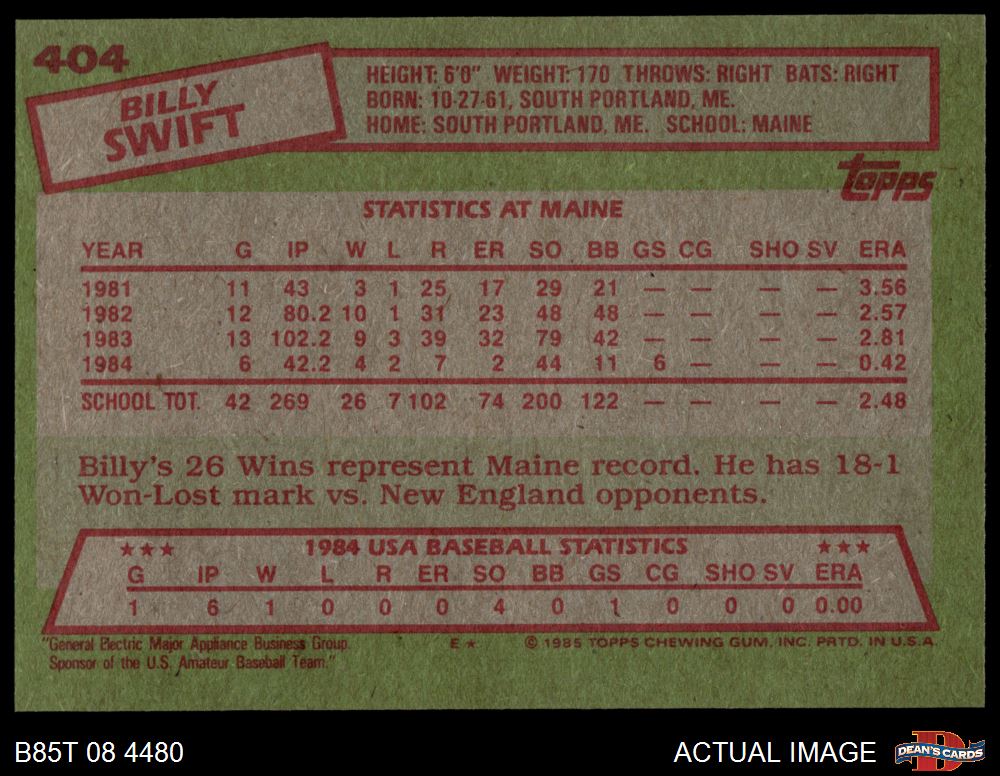 404
BILLY
SWIFT
HEIGHT: 6'0" WEIGHT: 170 THROWS: RIGHT BATS: RIGHT
BORN: 10-27-61, SOUTH PORTLAND, ME.
HOME: SOUTH PORTLAND, ME. SCHOOL: MAINE
Topps
STATISTICS AT MAINE
YEAR G IP W L R ER SO BB GS CG SHO SV ERA
1981 11 43 3 1 25 17 29 21 — — — — 3.56
1982 12 80.2 10 1 31 23 48 48 — — — — 2.57
1983 13 102.2 9 3 39 32 79 42 — — — — 2.81
1984 6 42.2 4 2 7 2 44 11 6 — — — 0.42
SCHOOL TOT. 42 269 26 7 102 74 200 122 — — — — 2.48
Billy's 26 Wins represent Maine record. He has 18-1
Won-Lost mark vs. New England opponents.
★★★ 1984 USA BASEBALL STATISTICS ★★★
G IP W L R ER SO BB GS CG SHO SV ERA
1 6 1 0 0 0 4 0 1 0 0 0 0.00
"General Electric Major Appliance Business Group. E★ © 1985 TOPPS CHEWING GUM, INC. PRTD. IN U.S.A.
Sponsor of the U.S. Amateur Baseball Team."
B85T 08 4480 ACTUAL IMAGE DEAN'S CARDS